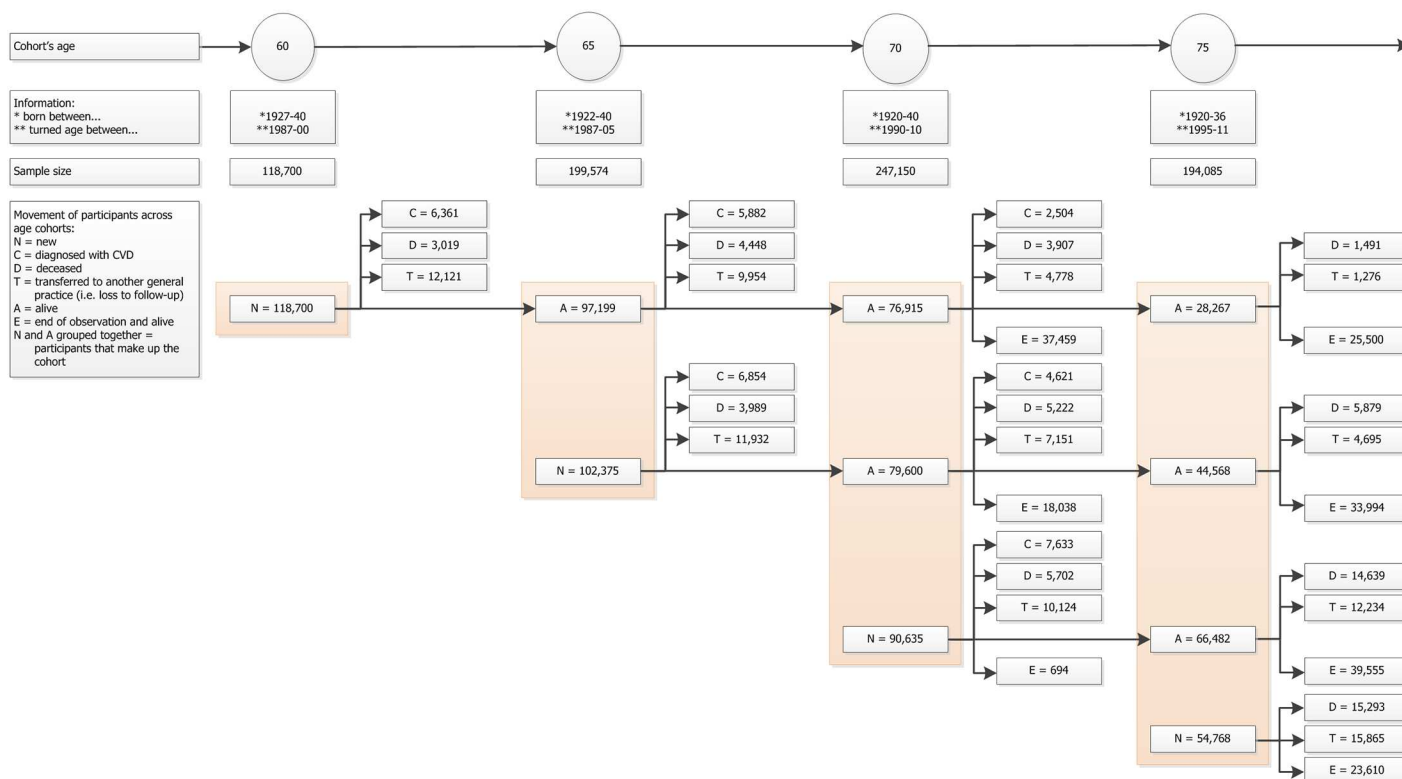 Cohort's age
60
65
70
75
Information:
* born between...
** turned age between...
*1927-40
**1987-00
*1922-40
**1987-05
*1920-40
**1990-10
*1920-36
**1995-11
Sample size
118,700
199,574
247,150
194,085
Movement of participants across
age cohorts:
N = new
C = diagnosed with CVD
D = deceased
T = transferred to another general
practice (i.e. loss to follow-up)
A = alive
E = end of observation and alive
N and A grouped together =
participants that make up the
cohort
N = 118,700
C = 6,361
D = 3,019
T = 12,121
A = 97,199
C = 5,882
D = 4,448
T = 9,954
N = 102,375
C = 6,854
D = 3,989
T = 11,932
A = 76,915
C = 2,504
D = 3,907
T = 4,778
E = 37,459
A = 79,600
C = 4,621
D = 5,222
T = 7,151
E = 18,038
N = 90,635
C = 7,633
D = 5,702
T = 10,124
E = 694
A = 28,267
D = 1,491
T = 1,276
E = 25,500
A = 44,568
D = 5,879
T = 4,695
E = 33,994
A = 66,482
D = 14,639
T = 12,234
E = 39,555
N = 54,768
D = 15,293
T = 15,865
E = 23,610